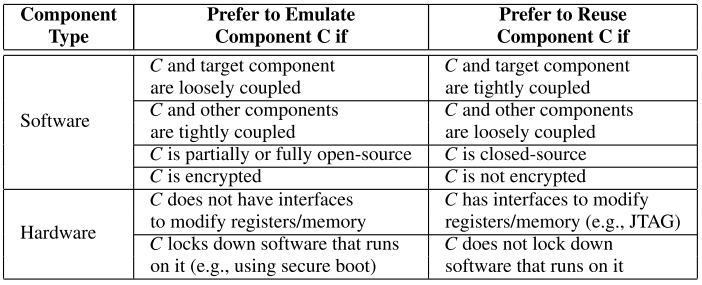 Component Type | Prefer to Emulate Component C if | Prefer to Reuse Component C if
Software | C and target component are loosely coupled | C and target component are tightly coupled
C and other components are tightly coupled | C and other components are loosely coupled
C is partially or fully open-source | C is closed-source
C is encrypted | C is not encrypted
Hardware | C does not have interfaces to modify registers/memory | C has interfaces to modify registers/memory (e.g., JTAG)
C locks down software that runs on it (e.g., using secure boot) | C does not lock down software that runs on it